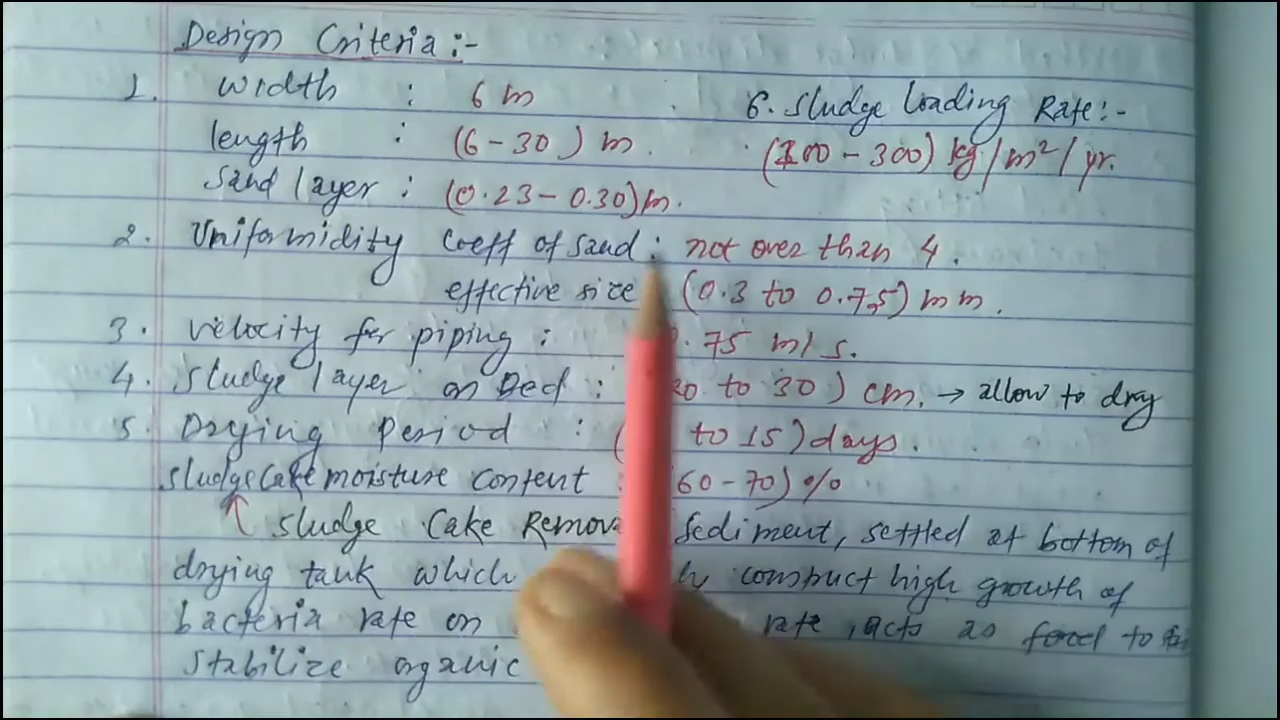 Design Criteria:-
1. width : 6 m
length : (6-30) m.
sand layer : (0.23-0.30)m.
6. Sludge loading Rate:-
(100-300) kg/m²/yr.
2. Uniformidity coeff of sand : not over than 4.
effective size (0.3 to 0.75) mm.
3. velocity for piping : .75 m/s.
4. sludge layer on Bed : to 30) cm. → allow to dry
5. Drying Period : ( to 15) days.
sludge Cake moisture content : 60-70) %
sludge Cake sediment, settled at bottom of
drying tank which construct high growth of
bacteria rate on rate, acts as
stabilize organic